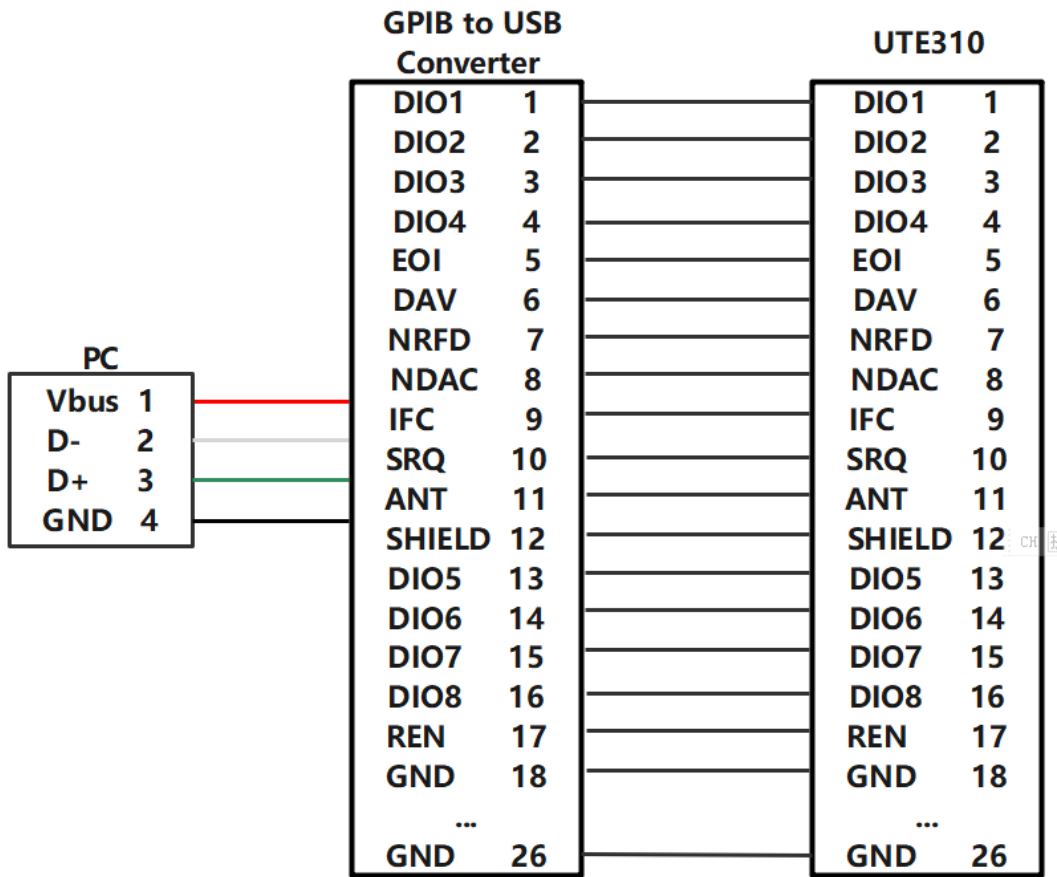 GPIB to USB
Converter
UTE310
PC
Vbus 1
D- 2
D+ 3
GND 4
DIO1 1
DIO2 2
DIO3 3
DIO4 4
EOI 5
DAV 6
NRFD 7
NDAC 8
IFC 9
SRQ 10
ANT 11
SHIELD 12
DIO5 13
DIO6 14
DIO7 15
DIO8 16
REN 17
GND 18
...
GND 26
DIO1 1
DIO2 2
DIO3 3
DIO4 4
EOI 5
DAV 6
NRFD 7
NDAC 8
IFC 9
SRQ 10
ANT 11
SHIELD 12
CH
DIO5 13
DIO6 14
DIO7 15
DIO8 16
REN 17
GND 18
...
GND 26